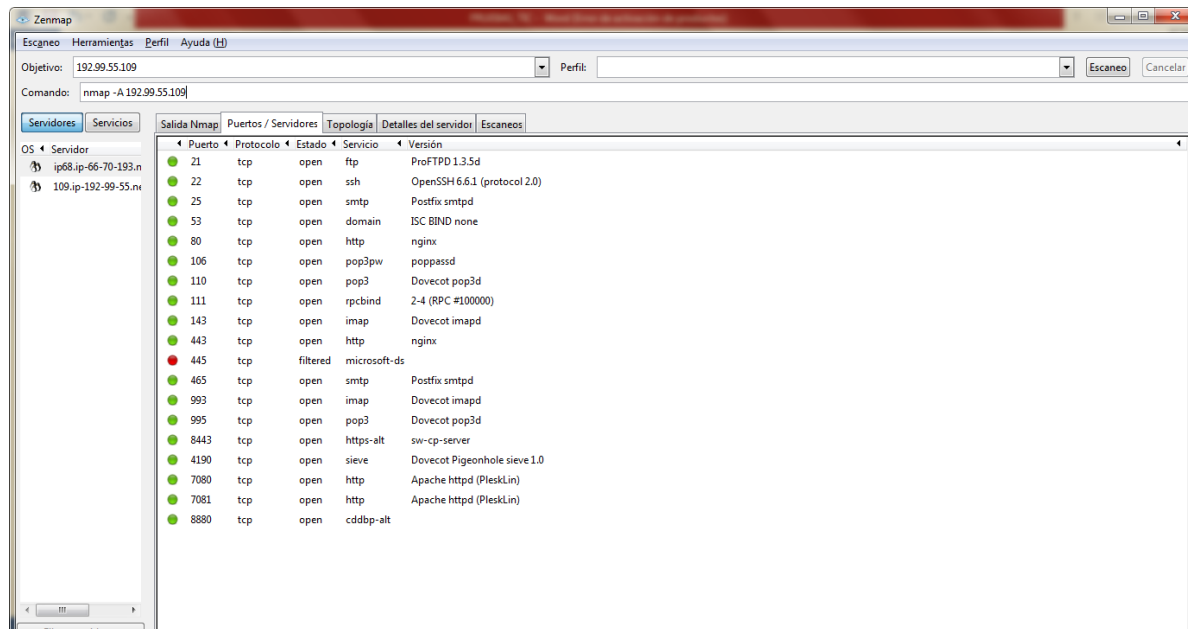 Zenmap
Escaneo Herramientas Perfil Ayuda (H)
Objetivo: 192.99.55.109 Perfil: Escaneo Cancelar
Comando: nmap -A 192.99.55.109
Servidores Servicios Salida Nmap Puertos / Servidores Topología Detalles del servidor Escaneos
OS Servidor Puerto Protocolo Estado Servicio Versión
ip68.ip-66-70-193.n
109.ip-192-99-55.ne
21 tcp open ftp ProFTPD 1.3.5d
22 tcp open ssh OpenSSH 6.6.1 (protocol 2.0)
25 tcp open smtp Postfix smtpd
53 tcp open domain ISC BIND none
80 tcp open http nginx
106 tcp open pop3pw poppassd
110 tcp open pop3 Dovecot pop3d
111 tcp open rpcbind 2-4 (RPC #100000)
143 tcp open imap Dovecot imapd
443 tcp open http nginx
445 tcp filtered microsoft-ds
465 tcp open smtp Postfix smtpd
993 tcp open imap Dovecot imapd
995 tcp open pop3 Dovecot pop3d
8443 tcp open https-alt sw-cp-server
4190 tcp open sieve Dovecot Pigeonhole sieve 1.0
7080 tcp open http Apache httpd (PleskLin)
7081 tcp open http Apache httpd (PleskLin)
8880 tcp open cddbp-alt